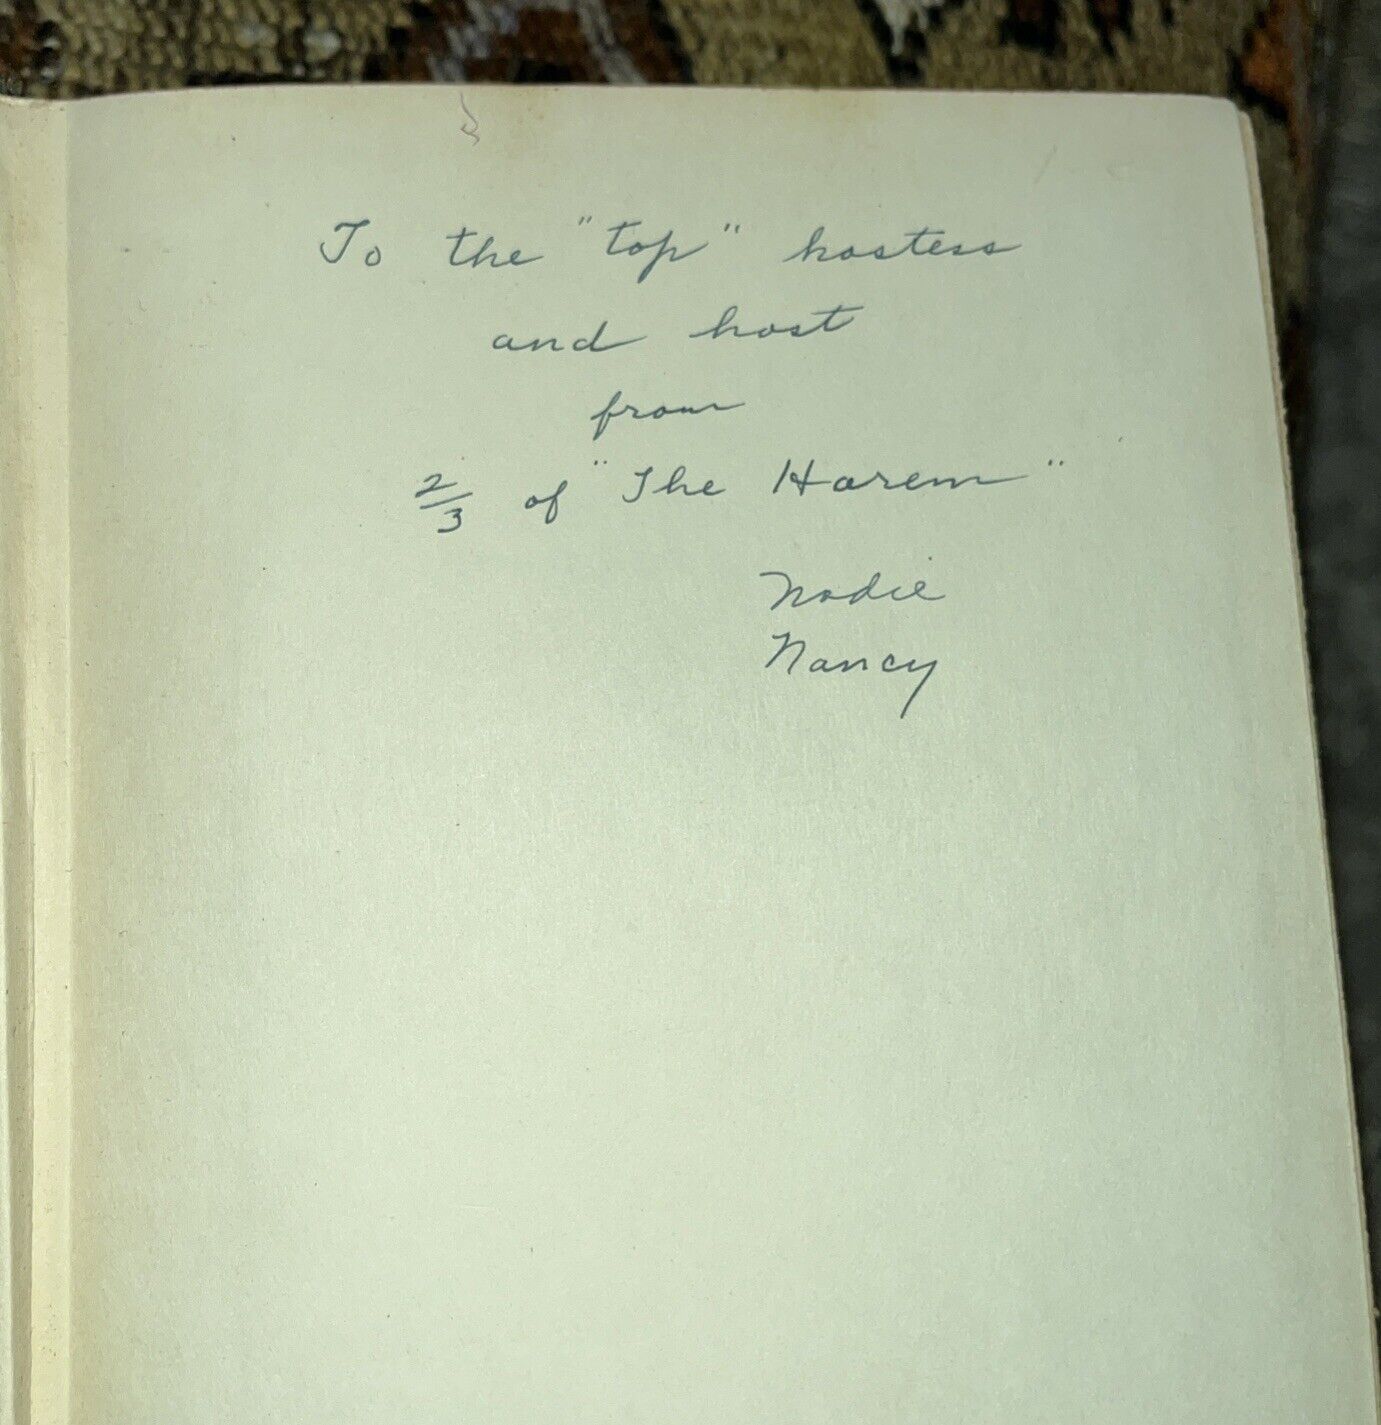 To the "top" hostess
and host
from
2/3 of "The Harem"
Nodie
Nancy